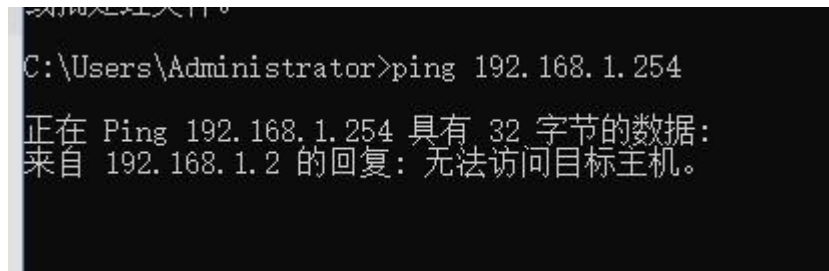 C:\Users\Administrator>ping 192.168.1.254
正在 Ping 192.168.1.254 具有 32 字节的数据:
来自 192.168.1.2 的回复: 无法访问目标主机。